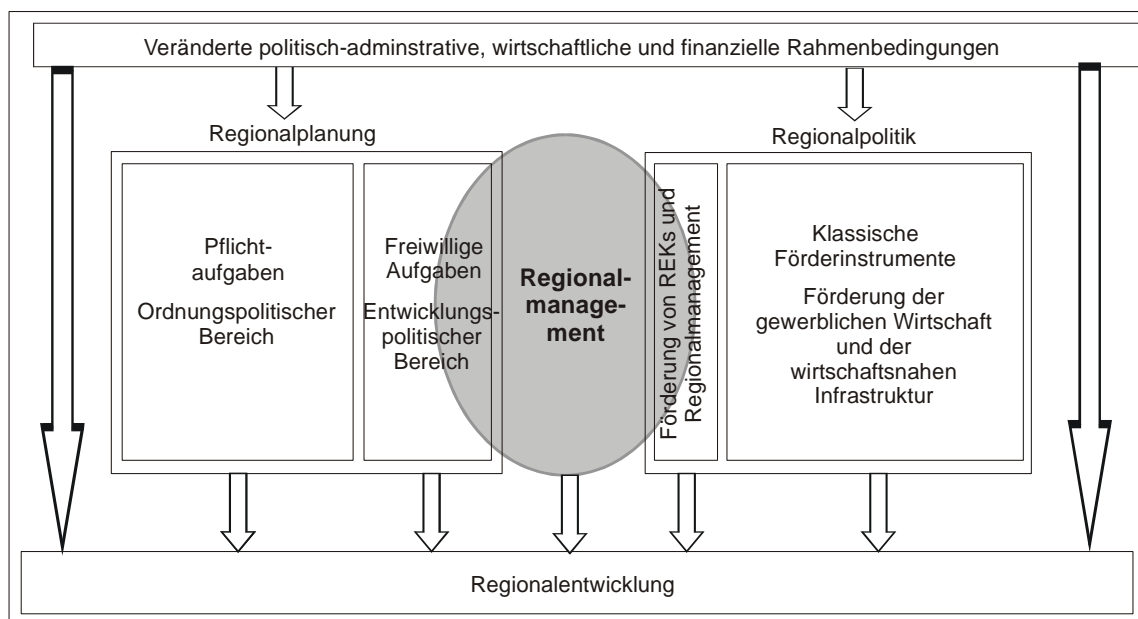 Veränderte politisch-adminstrative, wirtschaftliche und finanzielle Rahmenbedingungen
Regionalplanung
Regionalpolitik
Pflicht-
aufgaben
Ordnungspolitischer
Bereich
Freiwillige
Aufgaben
Entwicklungs-
politischer
Bereich
Regional-
manage-
ment
Förderung von REKs und
Regionalmanagement
Klassische
Förderinstrumente
Förderung der
gewerblichen Wirtschaft
und der
wirtschaftsnahen
Infrastruktur
Regionalentwicklung